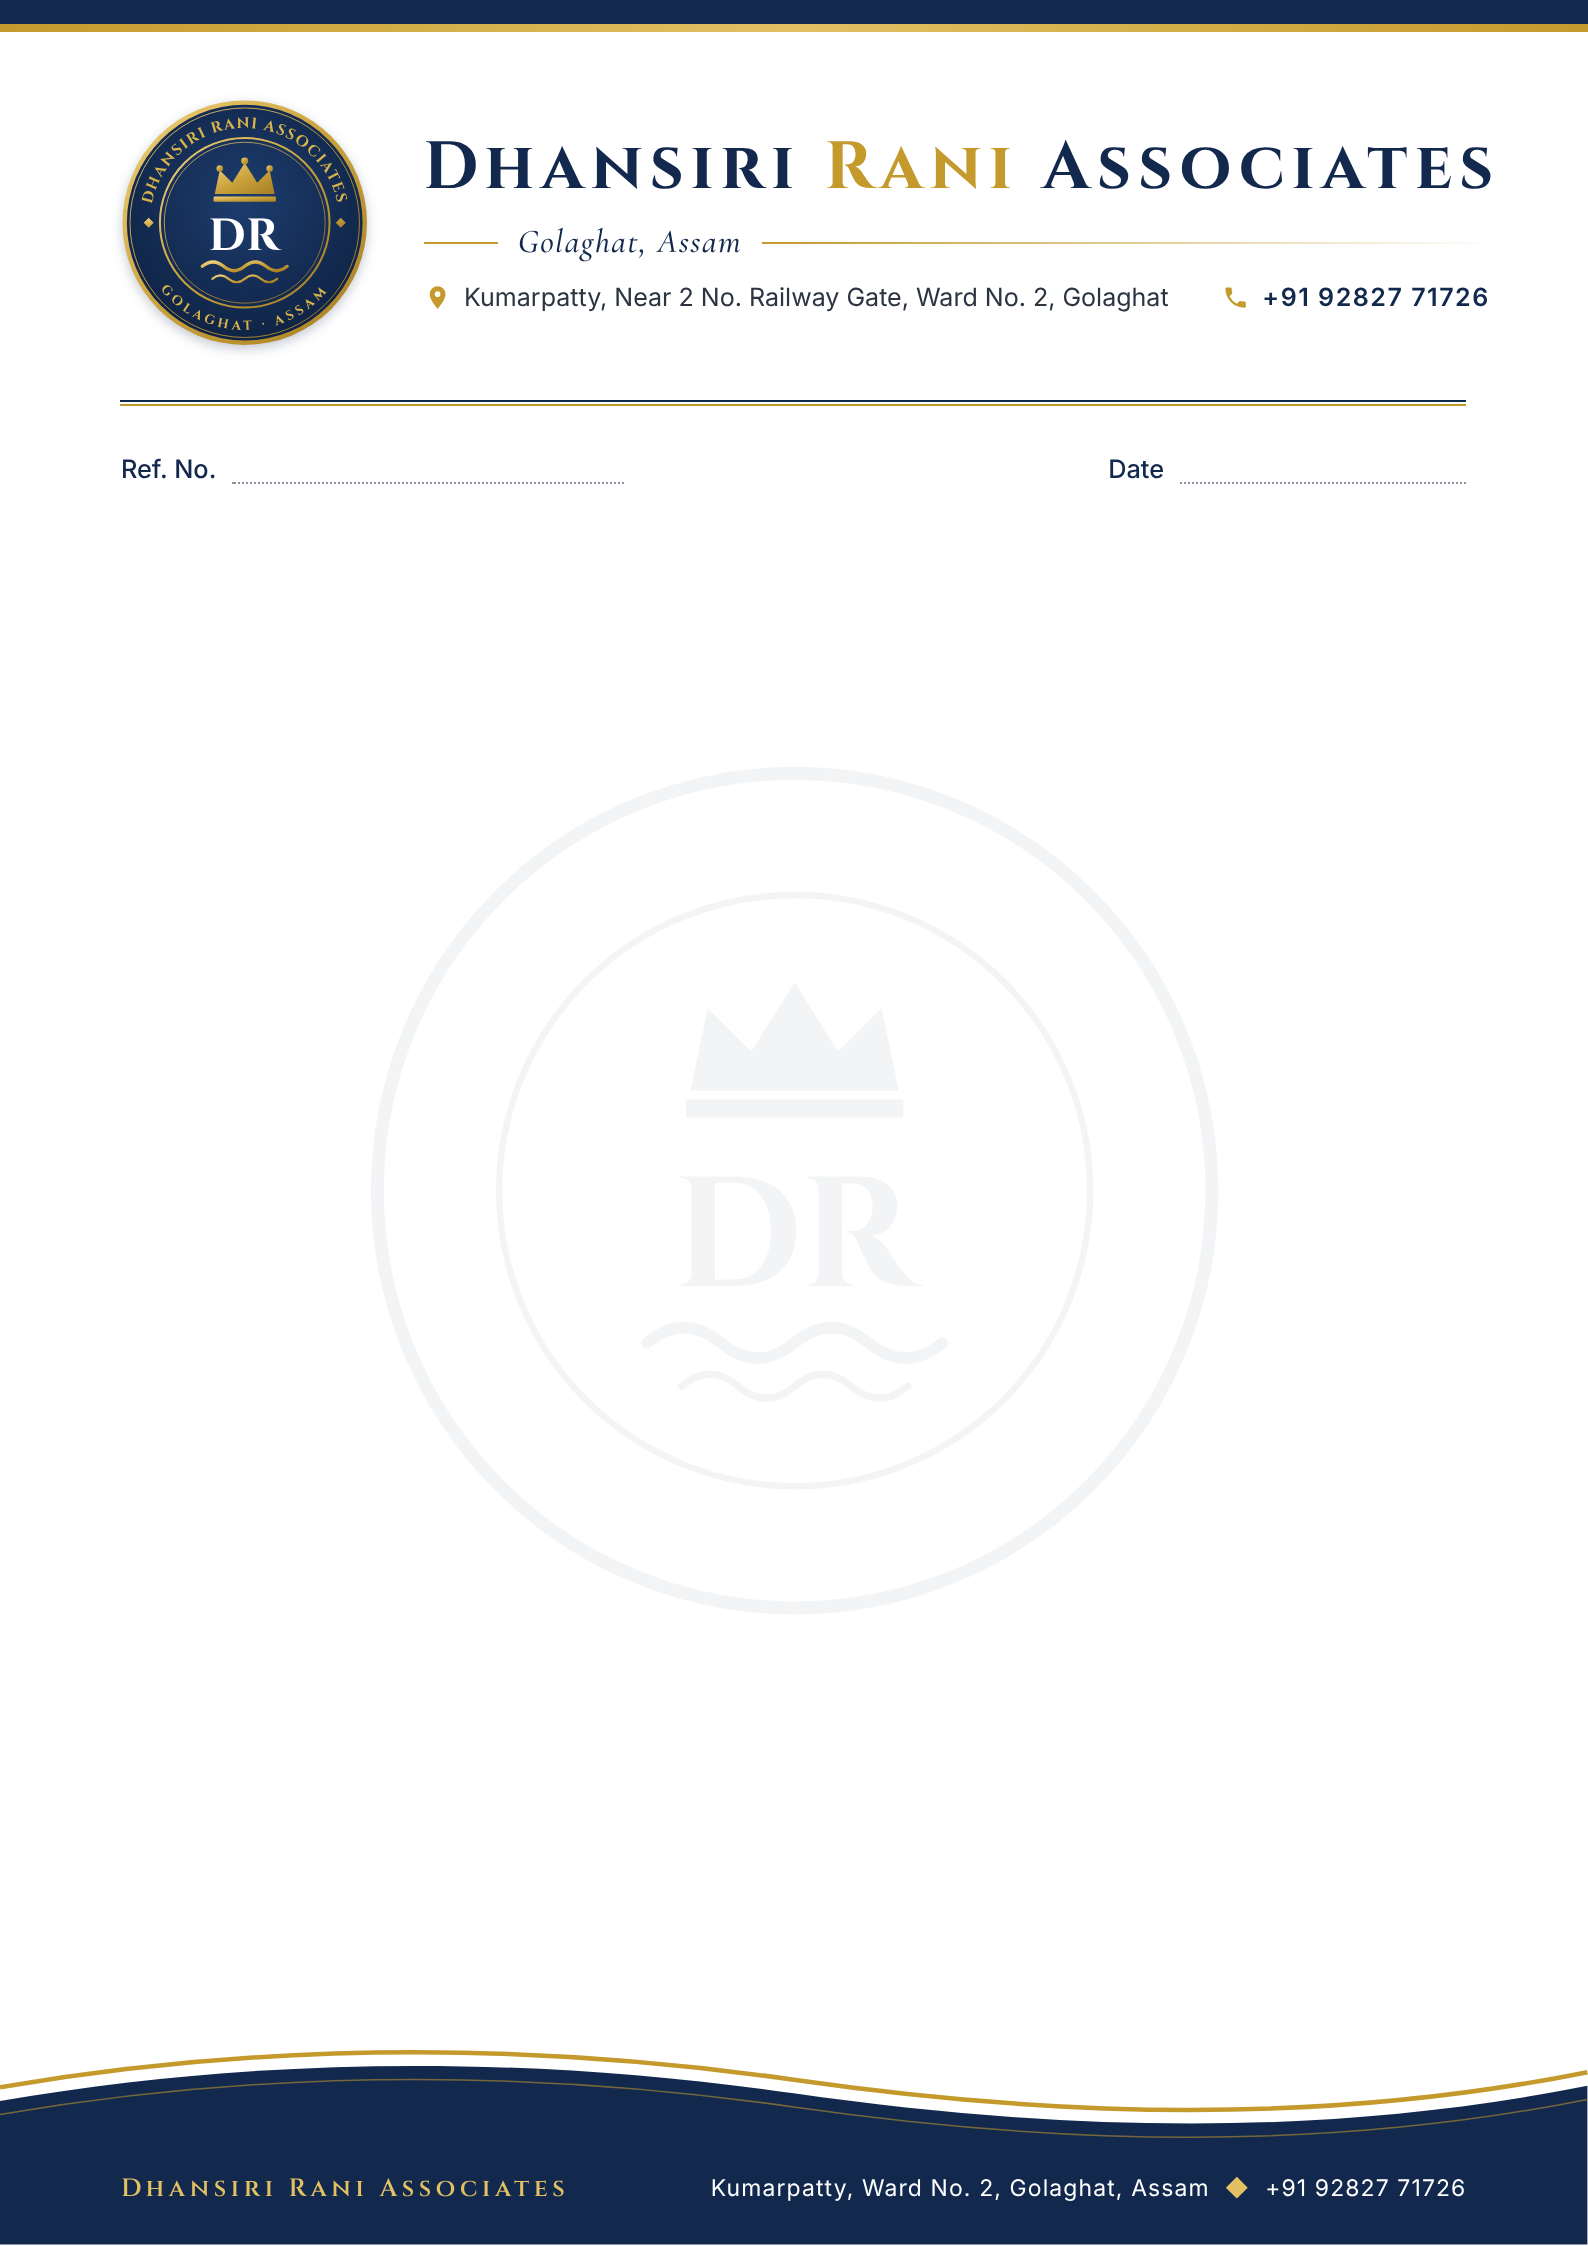 DHANSIRI RANI ASSOCIATES
DR
GOLAGHAT · ASSAM
DHANSIRI RANI ASSOCIATES
Golaghat, Assam
Kumarpatty, Near 2 No. Railway Gate, Ward No. 2, Golaghat +91 92827 71726
Ref. No. Date
DR
DHANSIRI RANI ASSOCIATES Kumarpatty, Ward No. 2, Golaghat, Assam ◆ +91 92827 71726